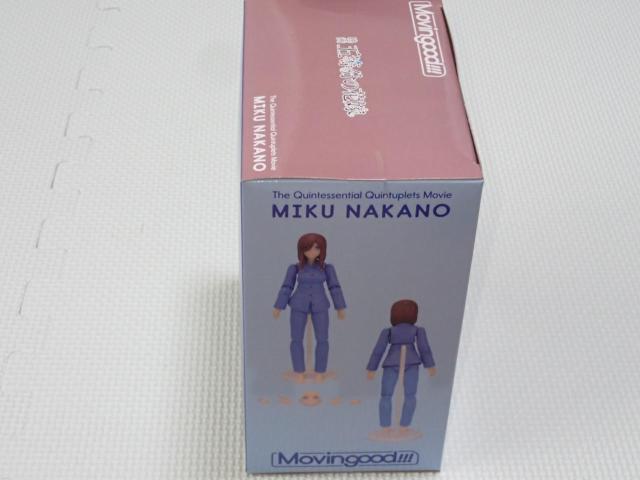 Movingood!!!
The Quintessential Quintuplets Movie
MIKU NAKANO
The Quintessential Quintuplets Movie
MIKU NAKANO
Movingood!!!